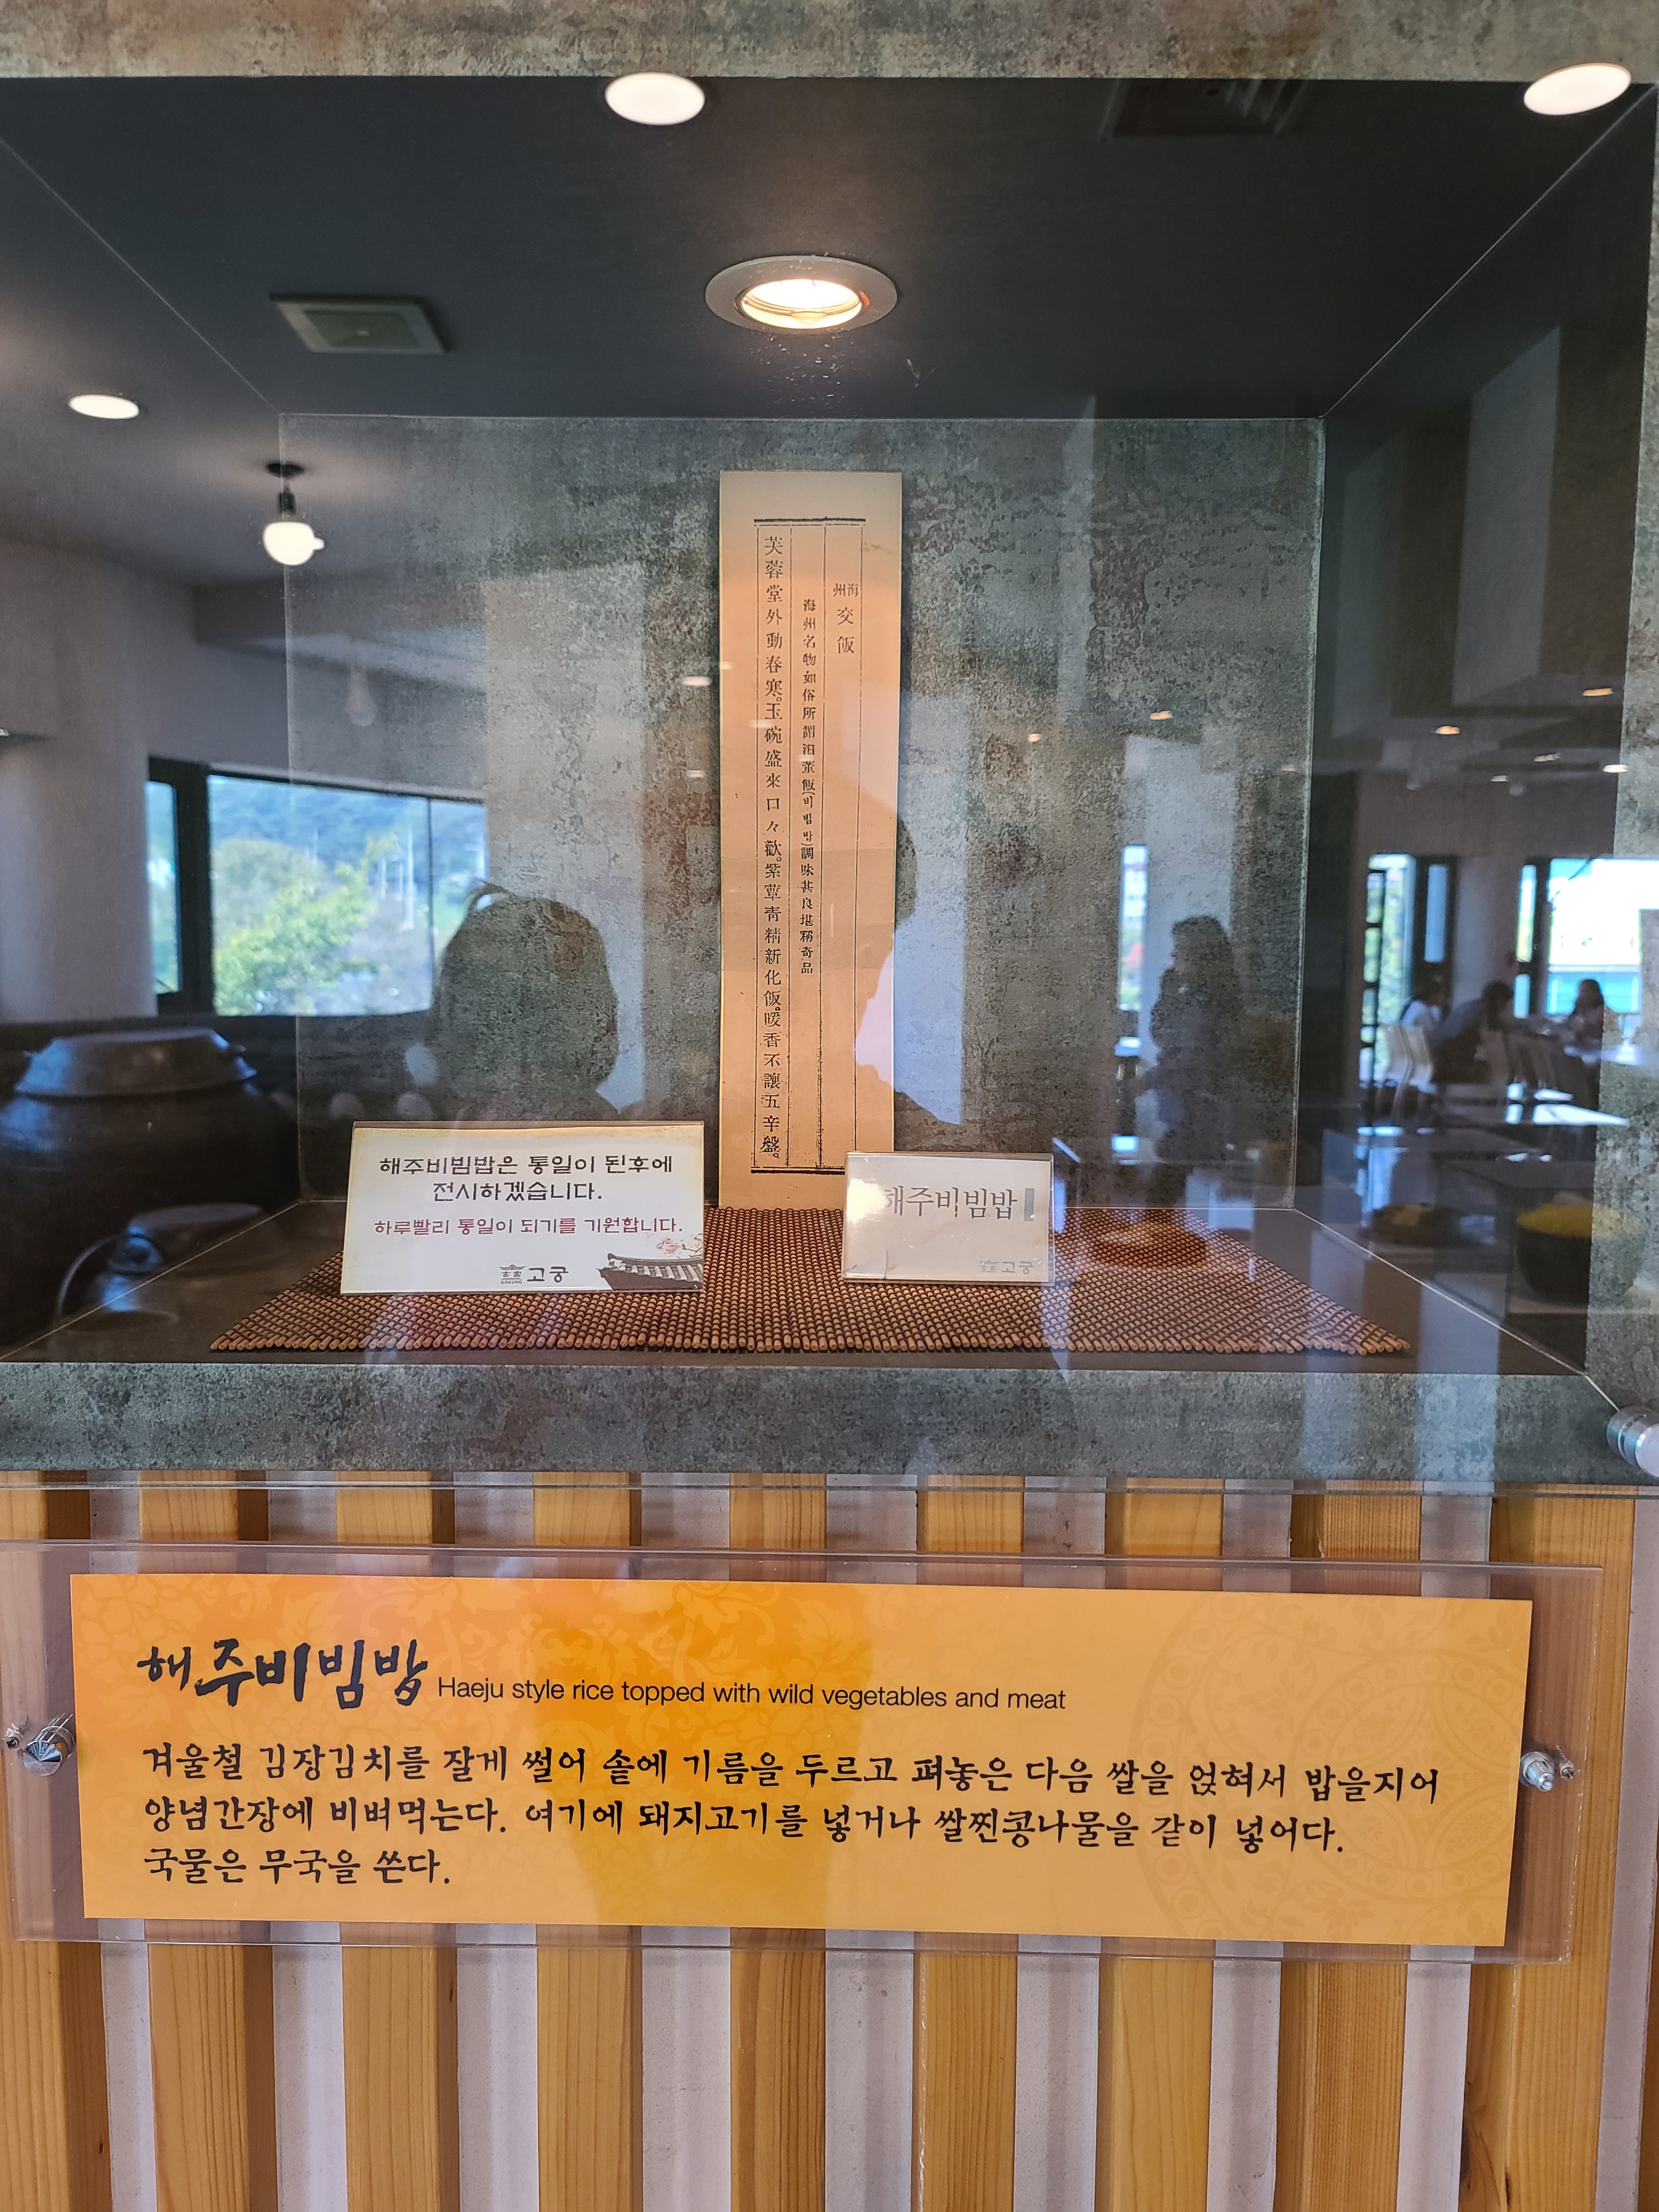 海州
交飯
海州名物如俗所謂汨董飯(비빔밥)調味甚良堪稱奇品
芙蓉堂外動春寒。玉碗盛來口々歡。紫蕈靑精新化飯。暖香不讓五辛盤。
해주비빔밥은 통일이 된후에
전시하겠습니다.
하루빨리 통일이 되기를 기원합니다.
GOGUNG 고궁
해주비빔밥
고궁
해주비빔밥 Haeju style rice topped with wild vegetables and meat
겨울철 김장김치를 잘게 썰어 솥에 기름을 두르고 펴놓은 다음 쌀을 얹혀서 밥을지어
양념간장에 비벼먹는다. 여기에 돼지고기를 넣거나 쌀찐콩나물을 같이 넣어다.
국물은 무국을 쓴다.